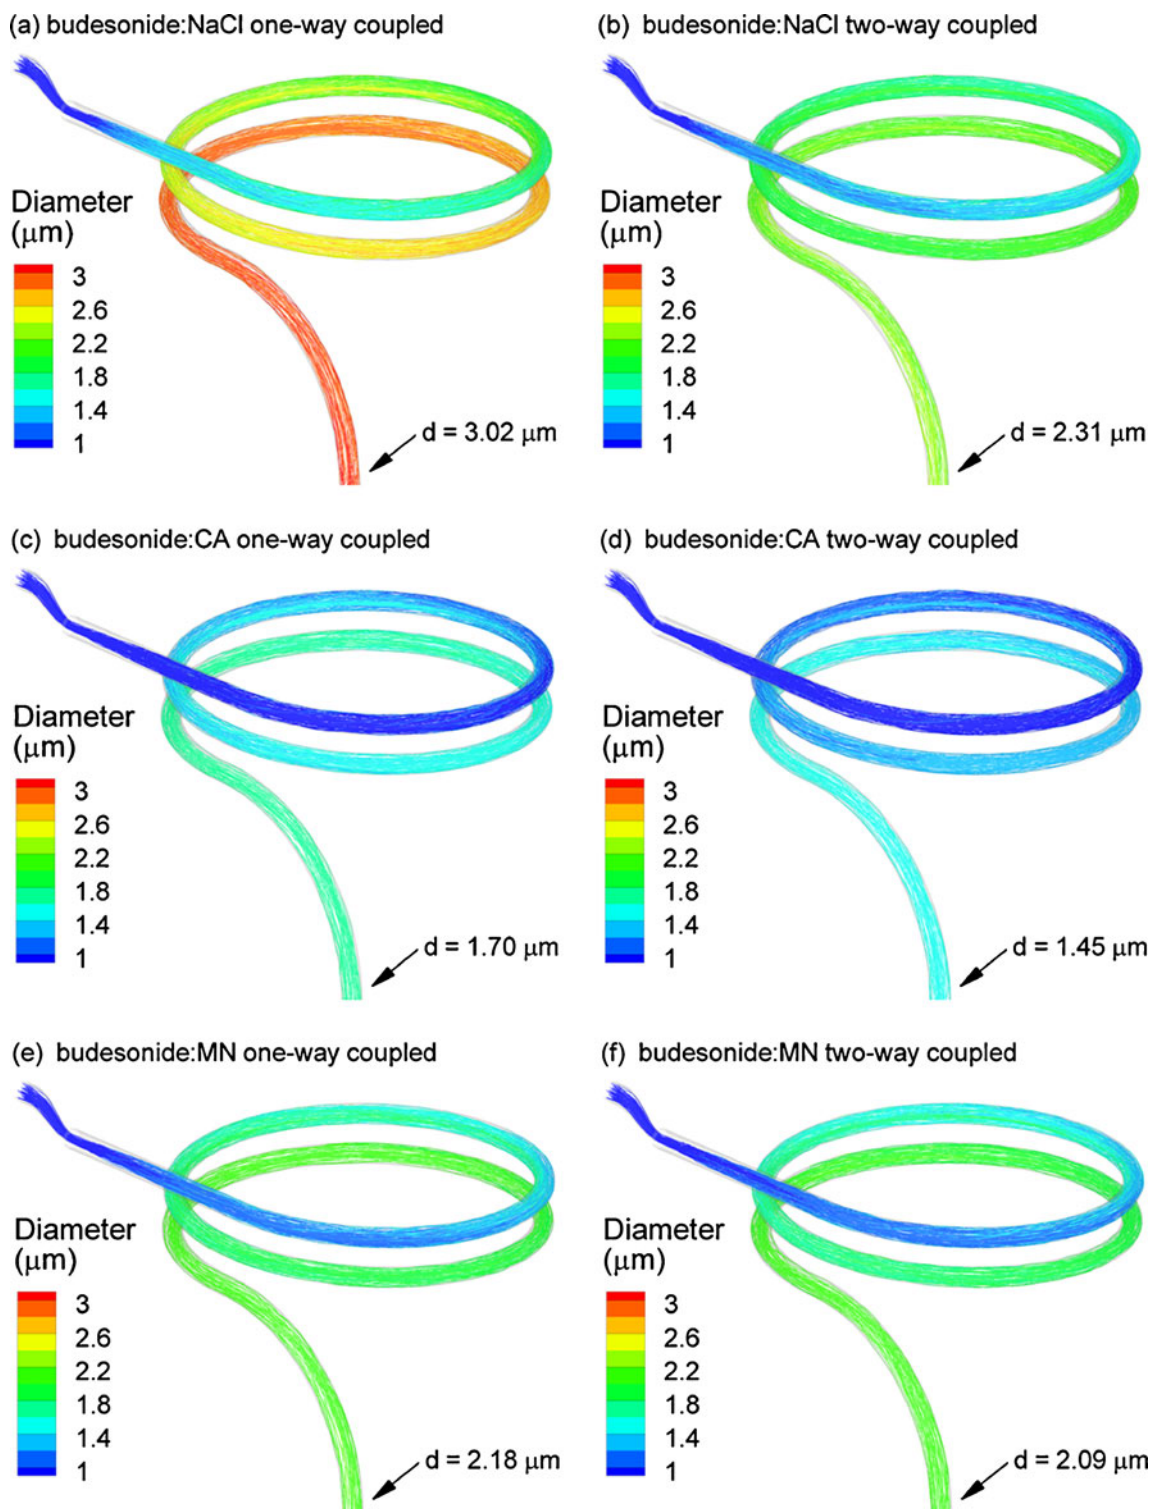 (a) budesonide:NaCl one-way coupled
(b) budesonide:NaCl two-way coupled
Diameter
(μm)
3
2.6
2.2
1.8
1.4
1
d = 3.02 μm
Diameter
(μm)
3
2.6
2.2
1.8
1.4
1
d = 2.31 μm
(c) budesonide:CA one-way coupled
(d) budesonide:CA two-way coupled
Diameter
(μm)
3
2.6
2.2
1.8
1.4
1
d = 1.70 μm
Diameter
(μm)
3
2.6
2.2
1.8
1.4
1
d = 1.45 μm
(e) budesonide:MN one-way coupled
(f) budesonide:MN two-way coupled
Diameter
(μm)
3
2.6
2.2
1.8
1.4
1
d = 2.18 μm
Diameter
(μm)
3
2.6
2.2
1.8
1.4
1
d = 2.09 μm